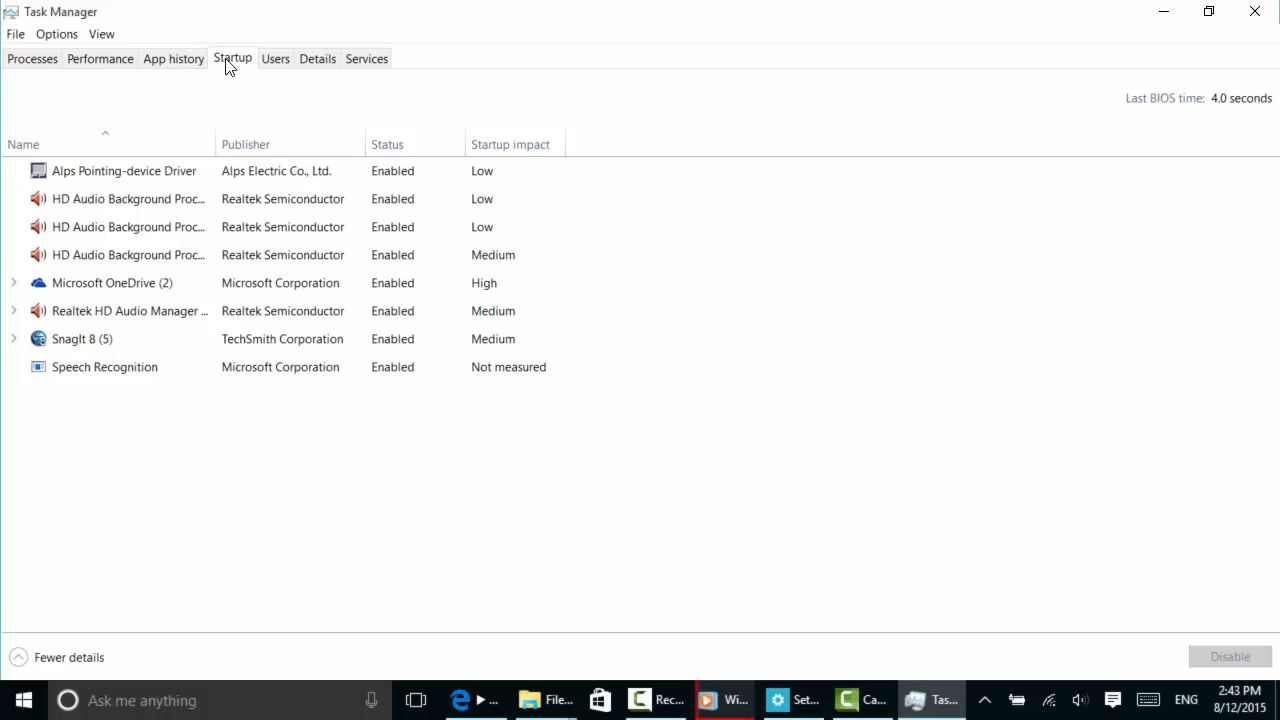 Task Manager
File Options View
Processes Performance App history Startup Users Details Services
Last BIOS time: 4.0 seconds
Name Publisher Status Startup impact
Alps Pointing-device Driver Alps Electric Co., Ltd. Enabled Low
HD Audio Background Proc... Realtek Semiconductor Enabled Low
HD Audio Background Proc... Realtek Semiconductor Enabled Low
HD Audio Background Proc... Realtek Semiconductor Enabled Medium
Microsoft OneDrive (2) Microsoft Corporation Enabled High
Realtek HD Audio Manager ... Realtek Semiconductor Enabled Medium
SnagIt 8 (5) TechSmith Corporation Enabled Medium
Speech Recognition Microsoft Corporation Enabled Not measured
Fewer details Disable
Ask me anything File... Rec... Wi... Set... Ca... Tas... ENG 2:43 PM
8/12/2015